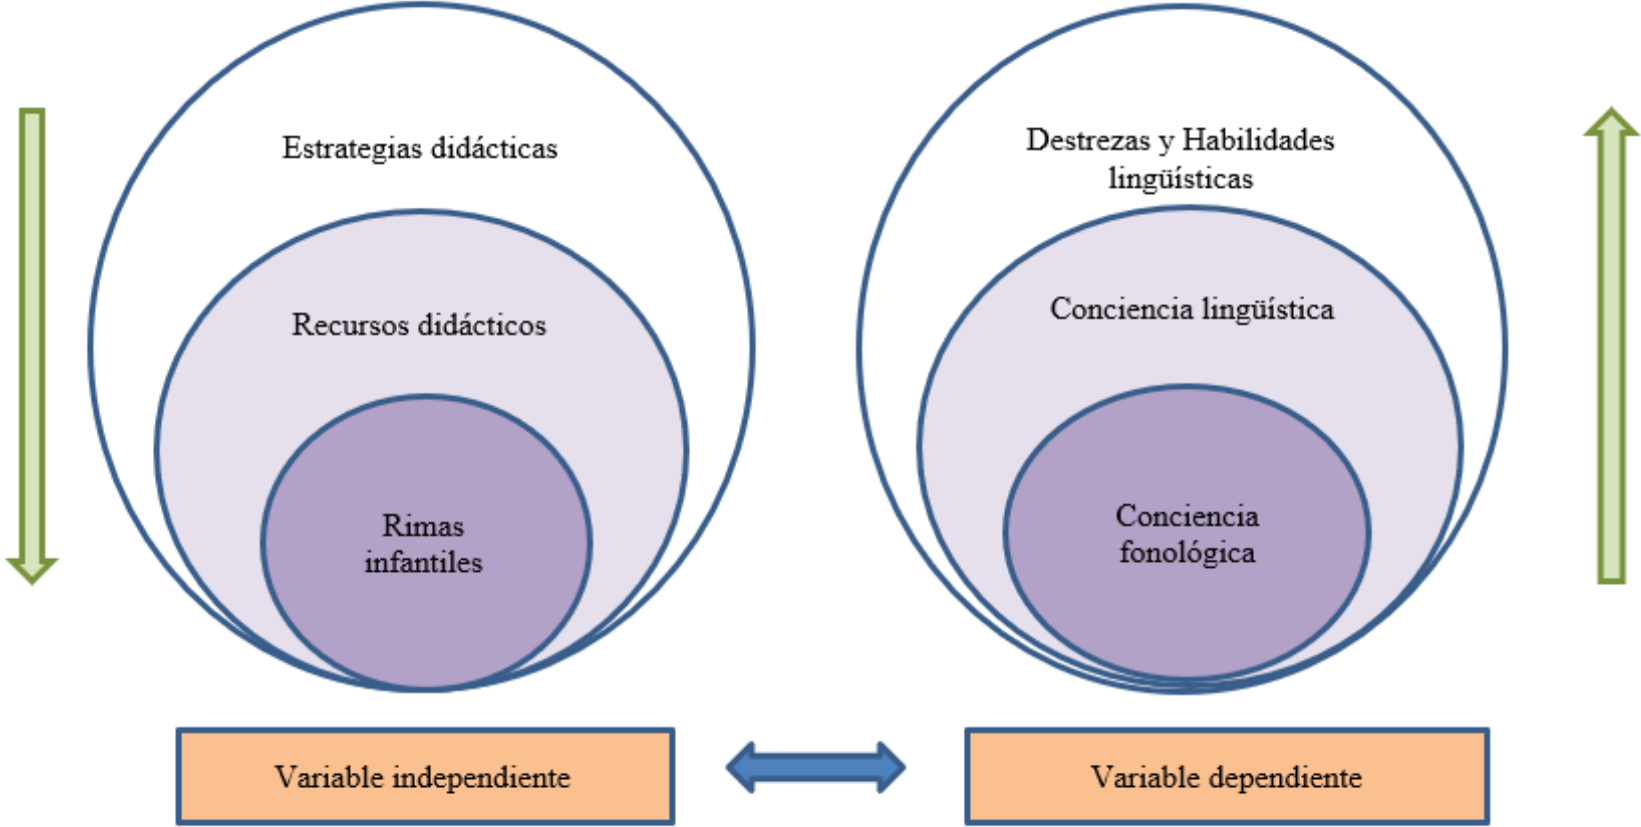 Estrategias didácticas
Recursos didácticos
Rimas
infantiles
Variable independiente
Destrezas y Habilidades
lingüísticas
Conciencia lingüística
Conciencia
fonológica
Variable dependiente